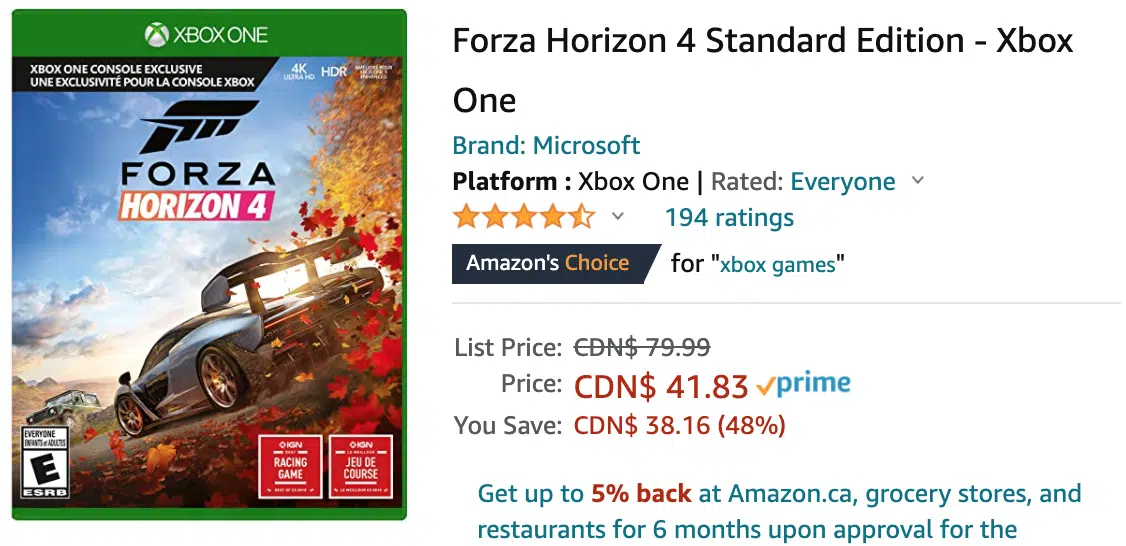 XBOX ONE
XBOX ONE CONSOLE EXCLUSIVE
UNE EXCLUSIVITÉ POUR LA CONSOLE XBOX
4K
ULTRA HD
HDR
FORZA
HORIZON 4
EVERYONE
ENFANTS et ADULTES
E
ESRB
IGN
BEST
RACING
GAME
IGN
LE MEILLEUR
JEU DE
COURSE
Forza Horizon 4 Standard Edition - Xbox
One
Brand: Microsoft
Platform : Xbox One | Rated: Everyone
194 ratings
Amazon's Choice for "xbox games"
List Price: CDN$ 79.99
Price: CDN$ 41.83 prime
You Save: CDN$ 38.16 (48%)
Get up to 5% back at Amazon.ca, grocery stores, and
restaurants for 6 months upon approval for the